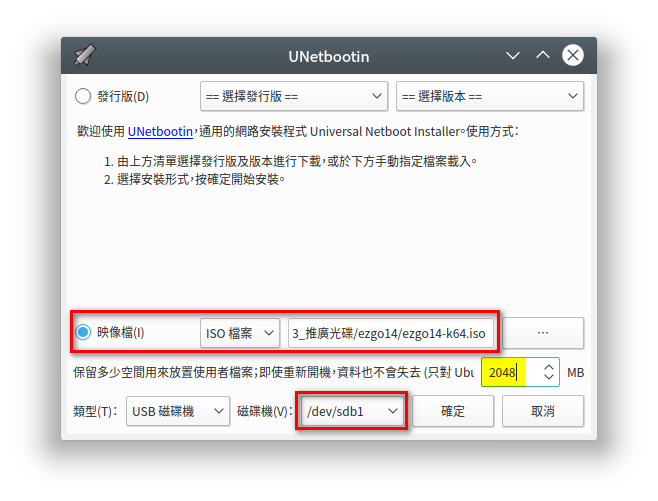 UNetbootin
發行版(D) == 選擇發行版 == == 選擇版本 ==
歡迎使用 UNetbootin,通用的網路安裝程式 Universal Netboot Installer。使用方式:
1. 由上方清單選擇發行版及版本進行下載,或於下方手動指定檔案載入。
2. 選擇安裝形式,按確定開始安裝。
映像檔(I) ISO 檔案 3_推廣光碟/ezgo14/ezgo14-k64.iso ...
保留多少空間用來放置使用者檔案;即使重新開機,資料也不會失去 (只對 Ubu 2048 MB
類型(T): USB 磁碟機 磁碟機(V): /dev/sdb1 確定 取消